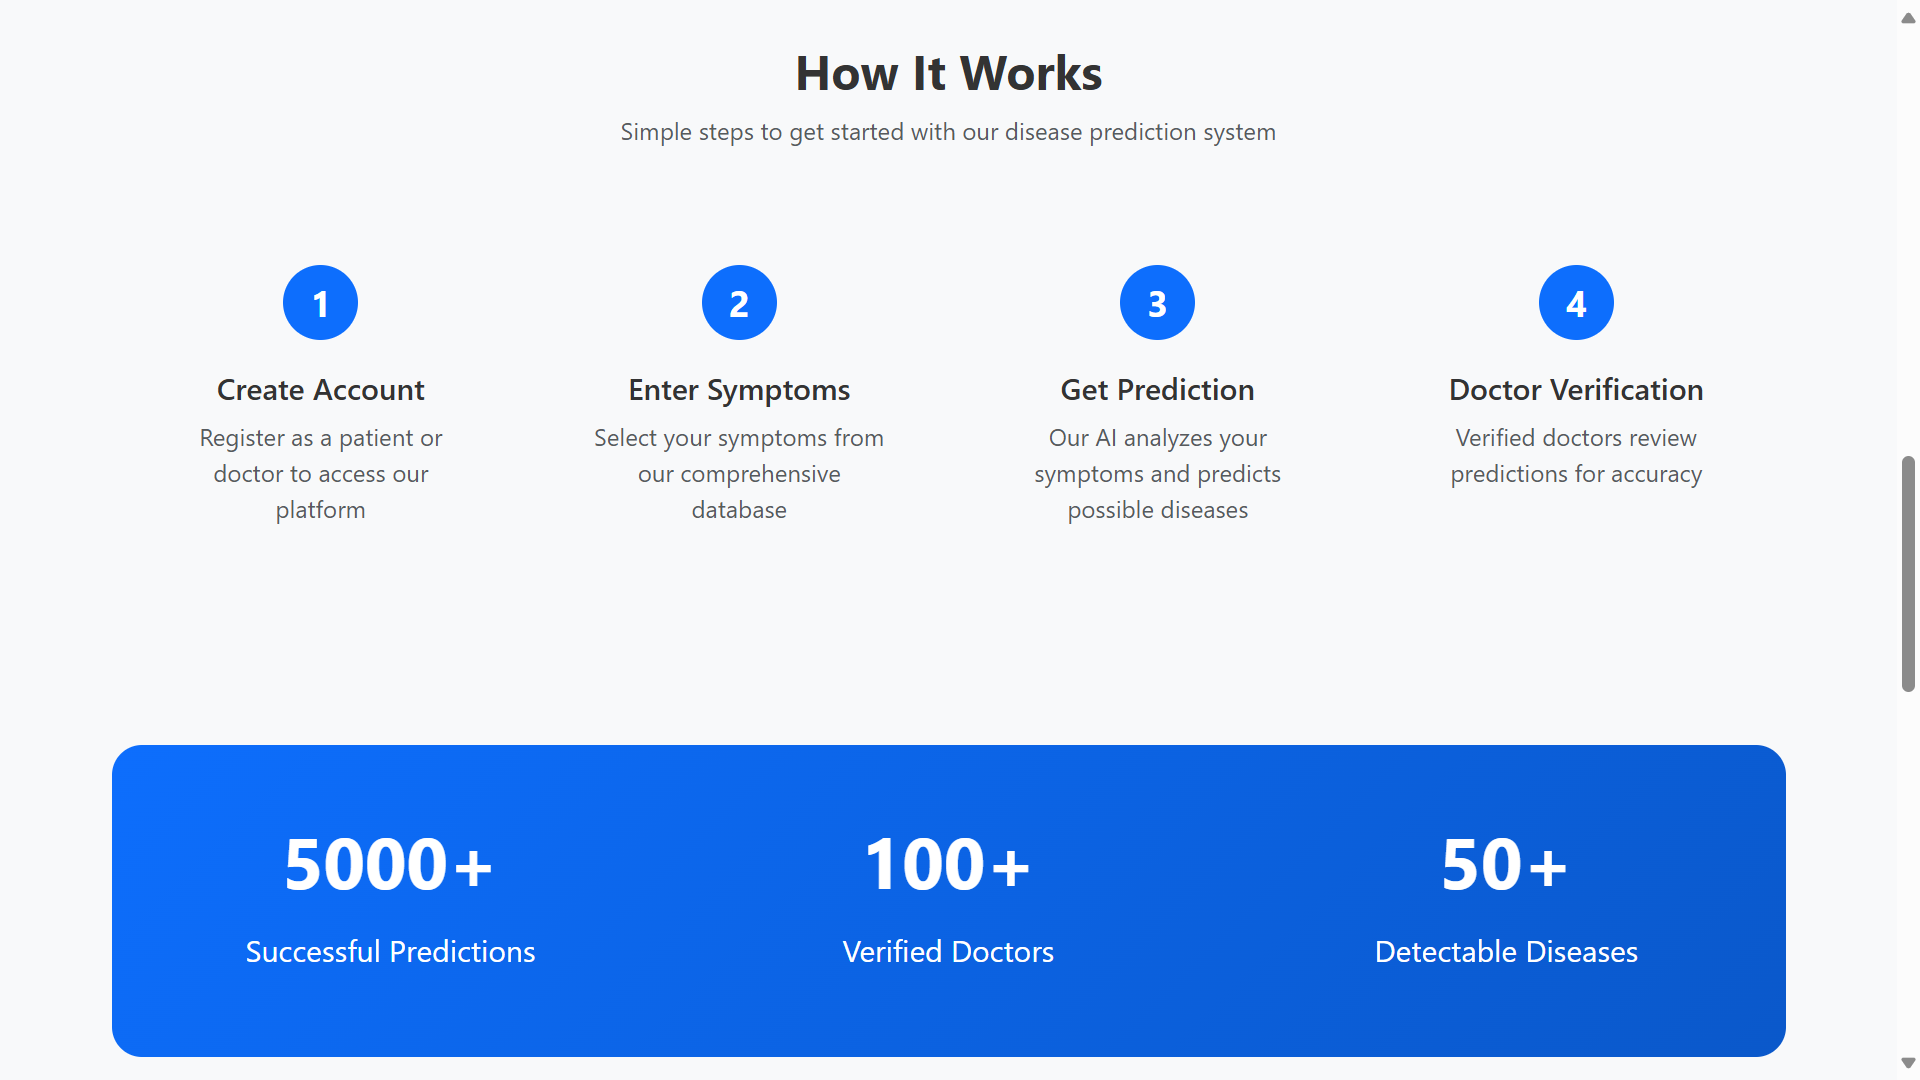 How It Works
Simple steps to get started with our disease prediction system
1
Create Account
Register as a patient or
doctor to access our
platform
2
Enter Symptoms
Select your symptoms from
our comprehensive
database
3
Get Prediction
Our AI analyzes your
symptoms and predicts
possible diseases
4
Doctor Verification
Verified doctors review
predictions for accuracy
5000+
Successful Predictions
100+
Verified Doctors
50+
Detectable Diseases